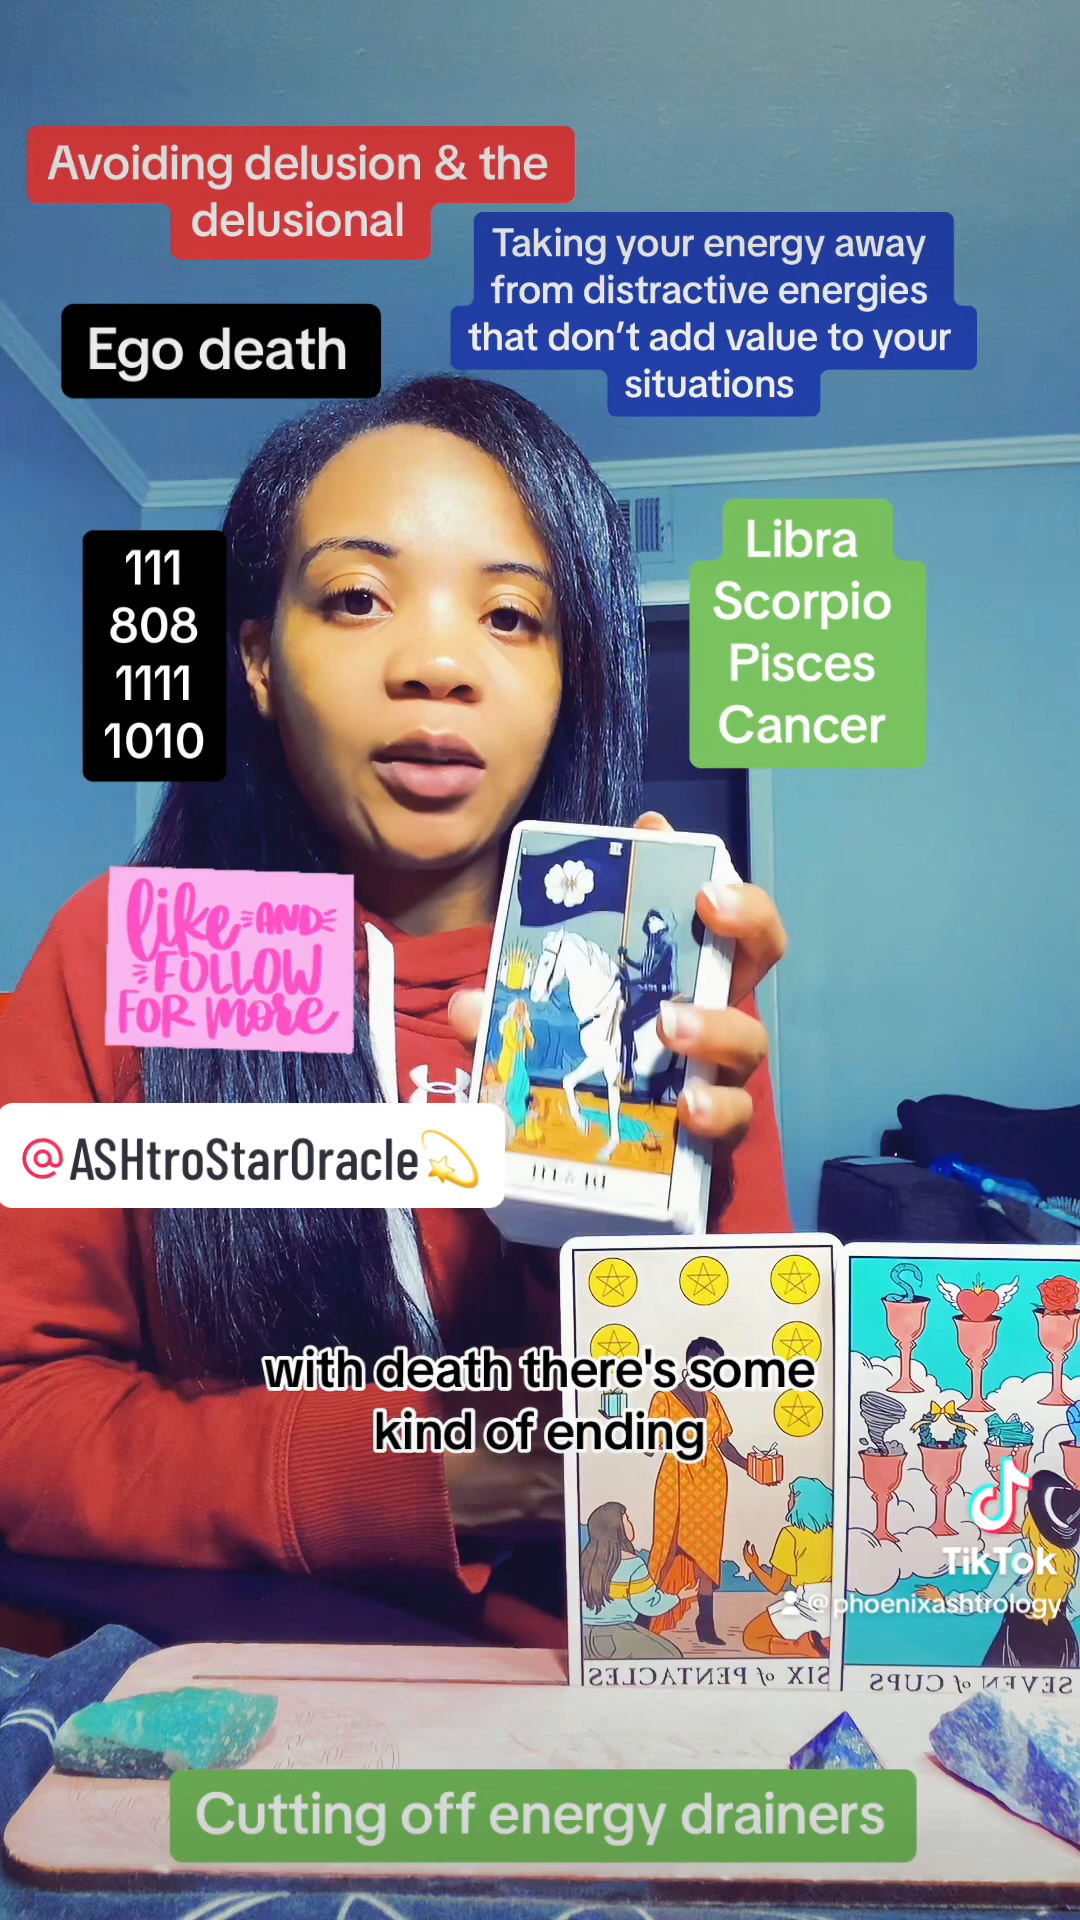 Avoiding delusion & the
delusional
Taking your energy away
from distractive energies
that don't add value to your
situations
Ego death
111
808
1111
1010
Libra
Scorpio
Pisces
Cancer
like AND
FOLLOW
FOR more
@ASHtroStarOracle
with death there's some
kind of ending
TikTok
@phoenixashtrology
SIX of PENTACLES
SEVEN of CUPS
Cutting off energy drainers